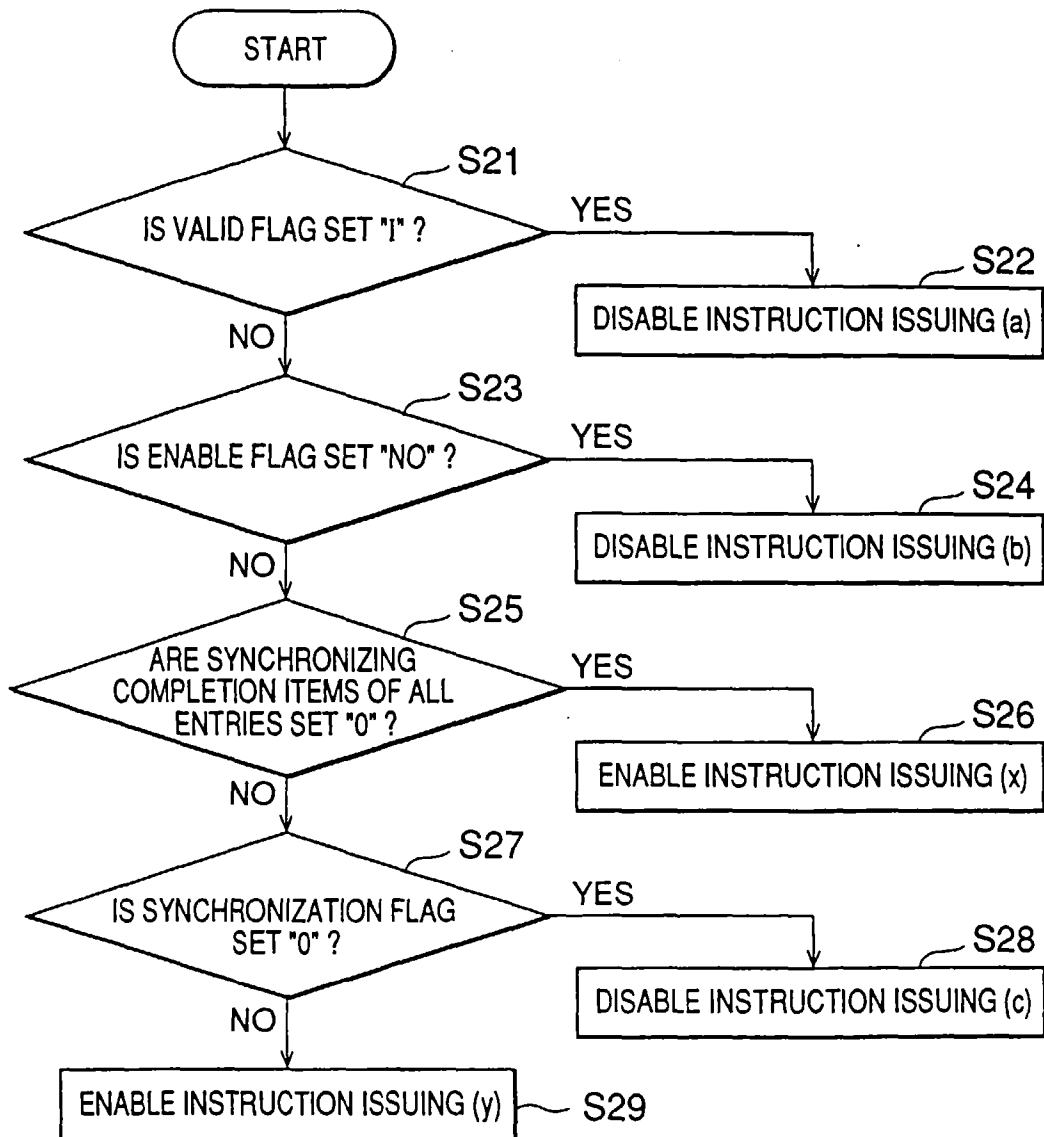 START
S21
IS VALID FLAG SET "I" ?
YES
S22
DISABLE INSTRUCTION ISSUING (a)
NO
S23
IS ENABLE FLAG SET "NO" ?
YES
S24
DISABLE INSTRUCTION ISSUING (b)
NO
S25
ARE SYNCHRONIZING
COMPLETION ITEMS OF ALL
ENTRIES SET "0" ?
YES
S26
ENABLE INSTRUCTION ISSUING (x)
NO
S27
IS SYNCHRONIZATION FLAG
SET "0" ?
YES
S28
DISABLE INSTRUCTION ISSUING (c)
NO
ENABLE INSTRUCTION ISSUING (y)
S29